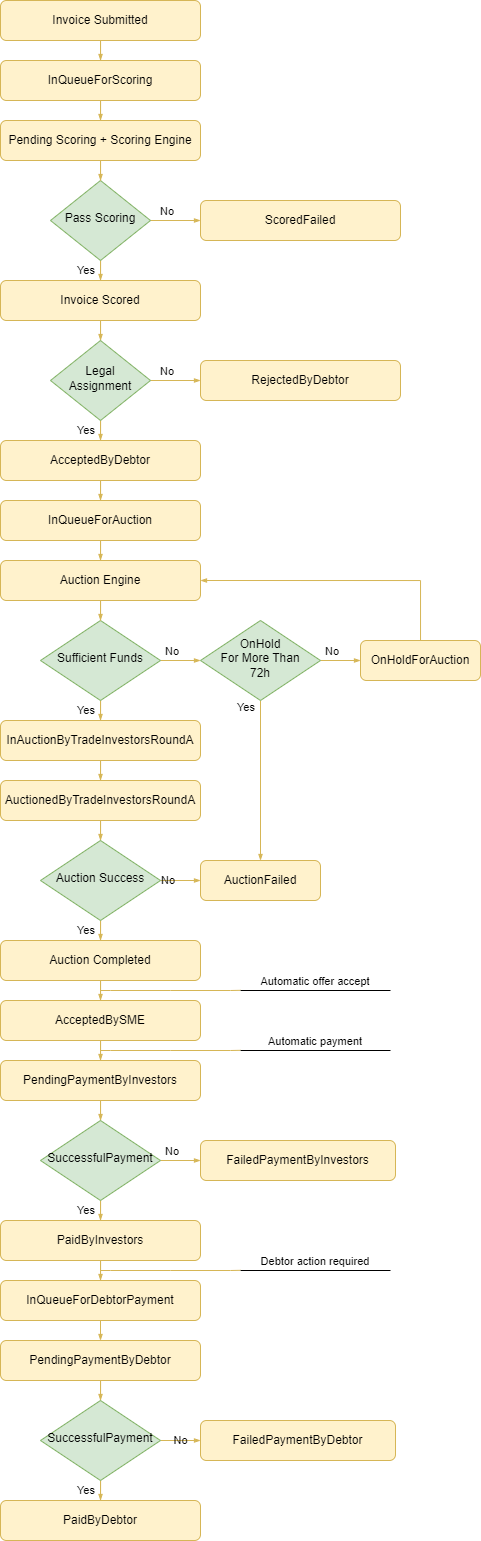 Invoice Submitted
InQueueForScoring
Pending Scoring + Scoring Engine
Pass Scoring
No
ScoredFailed
Yes
Invoice Scored
Legal
Assignment
No
RejectedByDebtor
Yes
AcceptedByDebtor
InQueueForAuction
Auction Engine
Sufficient Funds
No
OnHold
For More Than
72h
No
OnHoldForAuction
Yes
Yes
InAuctionByTradeInvestorsRoundA
AuctionedByTradeInvestorsRoundA
Auction Success
No
AuctionFailed
Yes
Auction Completed
Automatic offer accept
AcceptedBySME
Automatic payment
PendingPaymentByInvestors
SuccessfulPayment
No
FailedPaymentByInvestors
Yes
PaidByInvestors
Debtor action required
InQueueForDebtorPayment
PendingPaymentByDebtor
SuccessfulPayment
No
FailedPaymentByDebtor
Yes
PaidByDebtor